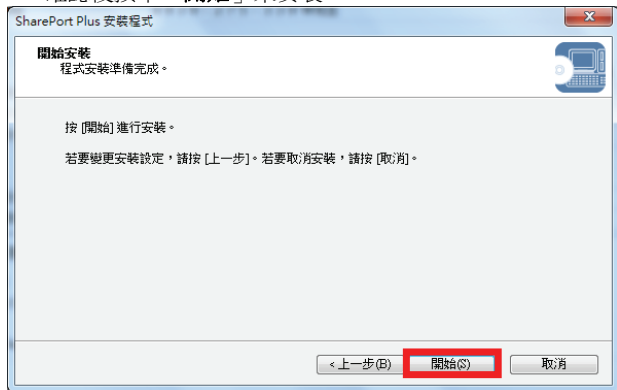 SharePort Plus 安裝程式
開始安裝
程式安裝準備完成。
按 [開始] 進行安裝。
若要變更安裝設定，請按 [上一步]。若要取消安裝，請按 [取消]。
<上一步(B)
開始(S)
取消